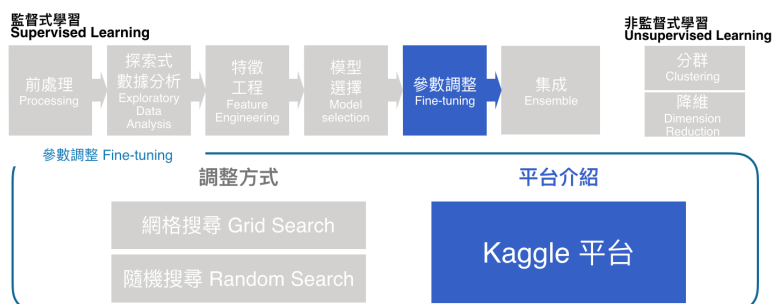 監督式學習
Supervised Learning
非監督式學習
Unsupervised Learning
前處理
Processing
探索式
數據分析
Exploratory
Data
Analysis
特徵
工程
Feature
Engineering
模型
選擇
Model
selection
參數調整
Fine-tuning
集成
Ensemble
分群
Clustering
降維
Dimension
Reduction
參數調整 Fine-tuning
調整方式
網格搜尋 Grid Search
隨機搜尋 Random Search
平台介紹
Kaggle 平台